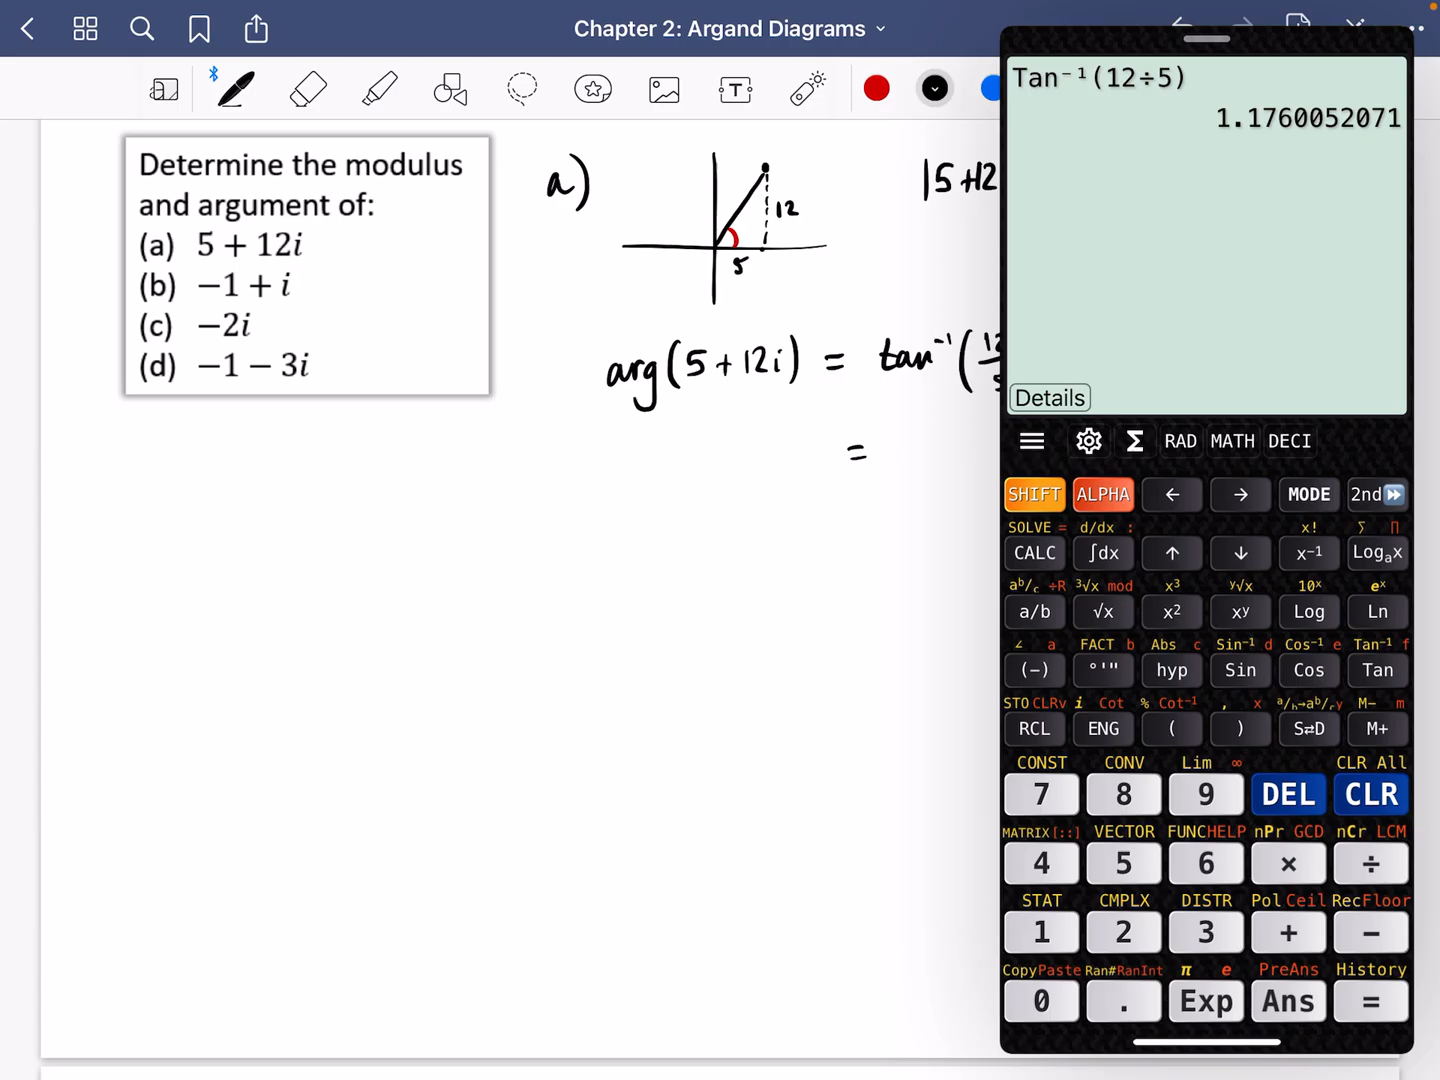 Chapter 2: Argand Diagrams
T
Determine the modulus
and argument of:
(a) 5 + 12i
(b) −1 + i
(c) −2i
(d) −1 − 3i
a)
12
5
|5+12
arg(5+12i) = tan⁻¹(12/5
=
Tan⁻¹(12÷5)
1.1760052071
Details
Σ RAD MATH DECI
SHIFT ALPHA ← → MODE 2nd
SOLVE = d/dx : x! ∑ ∏
CALC ∫dx ↑ ↓ x⁻¹ Logₐx
aᵇ/c ÷R ³√x mod x³ ʸ√x 10ˣ eˣ
a/b √x x² xʸ Log Ln
∠ a FACT b Abs c Sin⁻¹ d Cos⁻¹ e Tan⁻¹ f
(−) °'" hyp Sin Cos Tan
STO CLRv i Cot % Cot⁻¹ , x a/b→aᵇ/c y M− m
RCL ENG ( ) S⇄D M+
CONST CONV Lim ∞ CLR All
7 8 9 DEL CLR
MATRIX[::] VECTOR FUNC HELP nPr GCD nCr LCM
4 5 6 × ÷
STAT CMPLX DISTR Pol Ceil Rec Floor
1 2 3 + −
Copy Paste Ran# RanInt π e PreAns History
0 . Exp Ans =